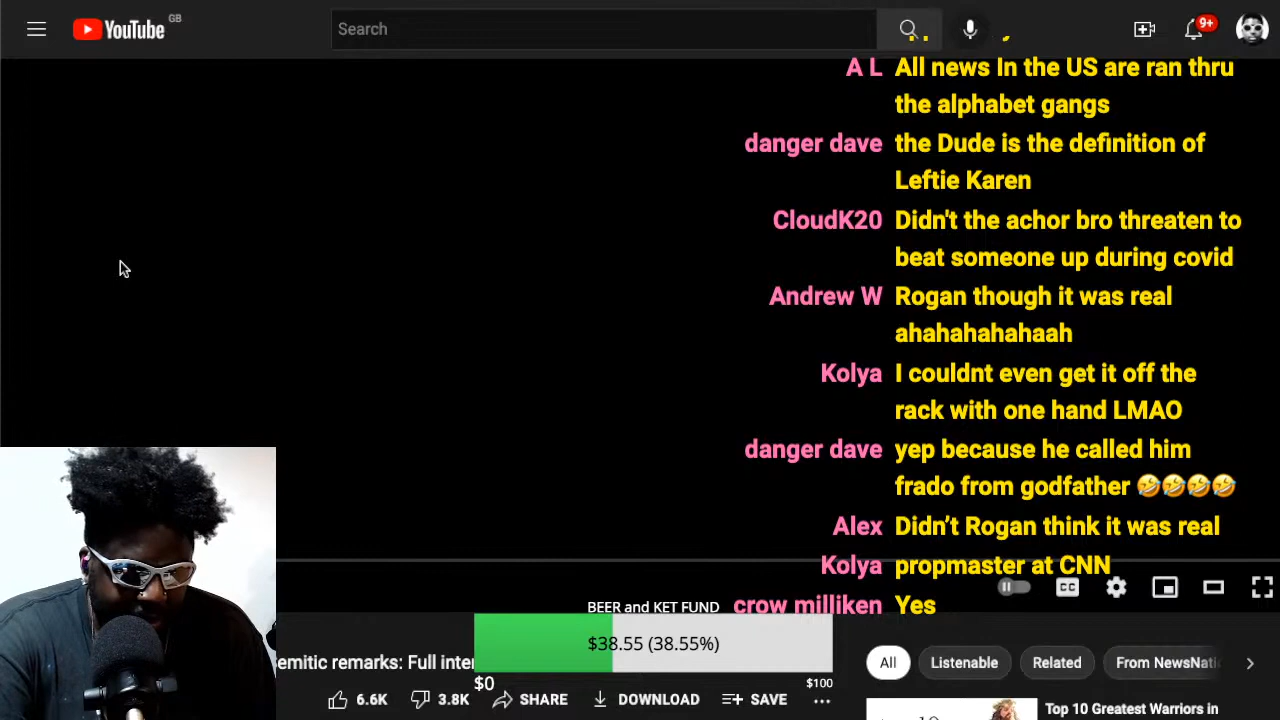 YouTube GB
Search
9+
A L All news In the US are ran thru
the alphabet gangs
danger dave the Dude is the definition of
Leftie Karen
CloudK20 Didn't the achor bro threaten to
beat someone up during covid
Andrew W Rogan though it was real
ahahahahahaah
Kolya I couldnt even get it off the
rack with one hand LMAO
danger dave yep because he called him
frado from godfather 🤣🤣🤣🤣
Alex Didn’t Rogan think it was real
Kolya propmaster at CNN
CC
crow milliken Yes
BEER and KET FUND
$38.55 (38.55%)
$0
$100
emitic remarks: Full inter
6.6K 3.8K SHARE DOWNLOAD SAVE ...
All Listenable Related From NewsNati
Top 10 Greatest Warriors in